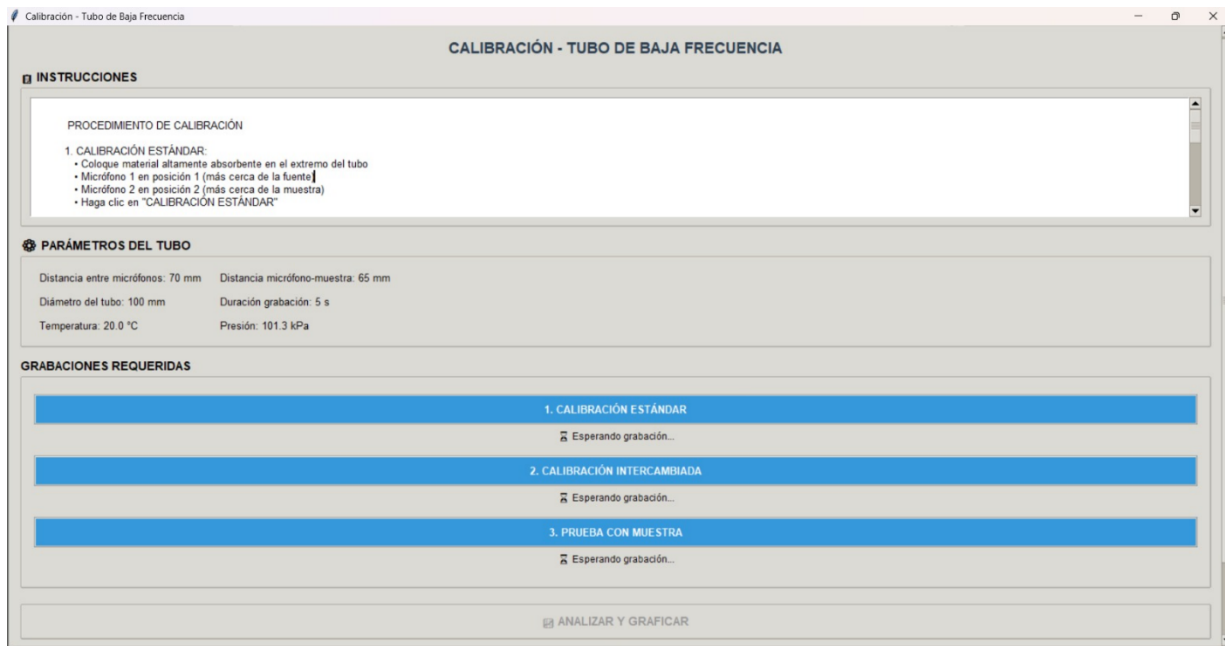 Calibración - Tubo de Baja Frecuencia
CALIBRACIÓN - TUBO DE BAJA FRECUENCIA
INSTRUCCIONES
PROCEDIMIENTO DE CALIBRACIÓN
1. CALIBRACIÓN ESTÁNDAR:
• Coloque material altamente absorbente en el extremo del tubo
• Micrófono 1 en posición 1 (más cerca de la fuente)
• Micrófono 2 en posición 2 (más cerca de la muestra)
• Haga clic en "CALIBRACIÓN ESTÁNDAR"
PARÁMETROS DEL TUBO
Distancia entre micrófonos: 70 mm Distancia micrófono-muestra: 65 mm
Diámetro del tubo: 100 mm Duración grabación: 5 s
Temperatura: 20.0 °C Presión: 101.3 kPa
GRABACIONES REQUERIDAS
1. CALIBRACIÓN ESTÁNDAR
Esperando grabación...
2. CALIBRACIÓN INTERCAMBIADA
Esperando grabación...
3. PRUEBA CON MUESTRA
Esperando grabación...
ANALIZAR Y GRAFICAR